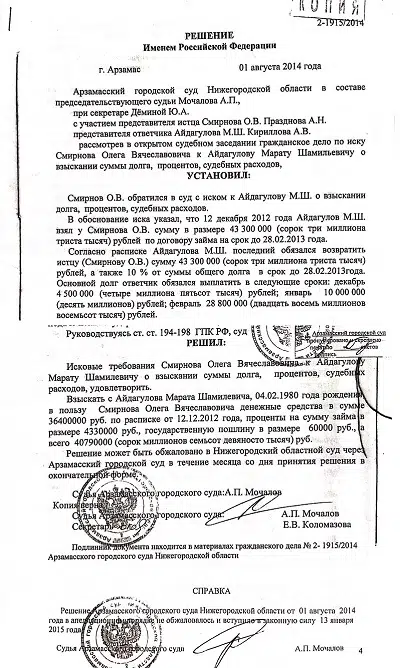 КОПИЯ
2-1915/2014
РЕШЕНИЕ
Именем Российской Федерации
г. Арзамас 01 августа 2014 года
Арзамасский городской суд Нижегородской области в составе
председательствующего судьи Мочалова А.П.,
при секретаре Дёминой Ю.А.
с участием представителя истца Смирнова О.В. Празднова А.Н.
представителя ответчика Айдагулова М.Ш. Кириллова А.В.
рассмотрев в открытом судебном заседании гражданское дело по иску
Смирнова Олега Вячеславовича к Айдагулову Марату Шамильевичу о
взыскании суммы долга, процентов, судебных расходов,
УСТАНОВИЛ:
Смирнов О.В. обратился в суд с иском к Айдагулову М.Ш. о взыскании
долга, процентов, судебных расходов.
В обоснование иска указал, что 12 декабря 2012 года Айдагулов М.Ш.
взял у Смирнова О.В. сумму в размере 43 300 000 (сорок три миллиона
триста тысяч) рублей по договору займа на срок до 28.02.2013 года.
Согласно расписке Айдагулова М.Ш. последний обязался возвратить
истцу (Смирнову О.В.) сумму 43 300 000 (сорок три миллиона триста тысяч)
рублей, а также 10 % от суммы общего долга в срок до 28.02.2013года.
Основной долг ответчик обязался выплатить в следующие сроки: декабрь
4 500 000 (четыре миллиона пятьсот тысяч) рублей; январь 10 000 000
(десять миллионов) рублей; февраль 28 800 000 (двадцать восемь миллионов
восемьсот тысяч) рублей.
Руководствуясь ст. ст. 194-198 ГПК РФ, суд
Арзамасский городской суд
РЕШИЛ:
Исковые требования Смирнова Олега Вячеславовича к Айдагулову
Марату Шамилевичу о взыскании суммы долга, процентов, судебных
расходов, удовлетворить.
Взыскать с Айдагулова Марата Шамилевича, 04.02.1980 года рождения
в пользу Смирнова Олега Вячеславовича денежные средства в сумме
36400000 руб. по расписке от 12.12.2012 года, проценты на сумму займа в
размере 4330000 руб., государственную пошлину в размере 60000 руб., а
всего 40790000 (сорок миллионов семьсот девяносто тысяч) руб.
Решение может быть обжаловано в Нижегородский областной суд через
Арзамасский городской суд в течение месяца со дня принятия решения в
окончательной форме.
Судья Арзамасского городского суда: А.П. Мочалов
Копия верна
Судья Арзамасского городского суда: А.П. Мочалов
Секретарь Е.В. Коломазова
Подлинник документа находится в материалах гражданского дела № 2- 1915/2014
Арзамасского городского суда Нижегородской области
СПРАВКА
Решение Арзамасского городского суда Нижегородской области от 01 августа 2014
года в апелляционном порядке не обжаловалось и вступило в законную силу 13 января
2015 года
Судья Арзамасского городского суда А.П. Мочалов
4